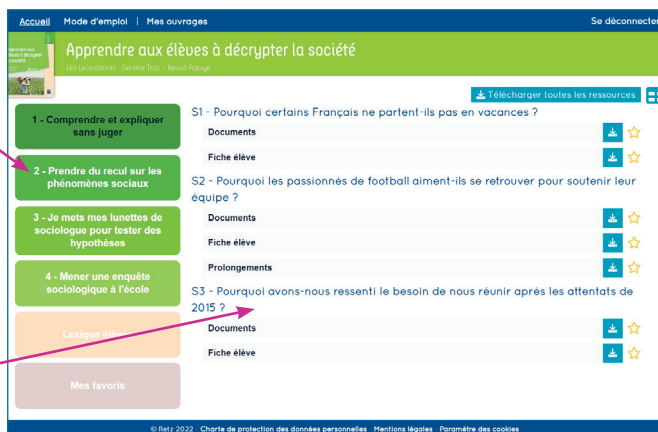 Accueil Mode d'emploi | Mes ouvrages Se déconnecter
Apprendre aux élèves à décrypter la société
Télécharger toutes les ressources
1 - Comprendre et expliquer
sans juger
2 - Prendre du recul sur les
phénomènes sociaux
3 - Je mets mes lunettes de
sociologue pour tester des
hypothèses
4 - Mener une enquête
sociologique à l'école
Lexique élève
Mes favoris
S1 - Pourquoi certains Français ne partent-ils pas en vacances ?
Documents
Fiche élève
S2 - Pourquoi les passionnés de football aiment-ils se retrouver pour soutenir leur
équipe ?
Documents
Fiche élève
Prolongements
S3 - Pourquoi avons-nous ressenti le besoin de nous réunir après les attentats de
2015 ?
Documents
Fiche élève
© Retz 2022 · Charte de protection des données personnelles · Mentions légales · Paramètre des cookies